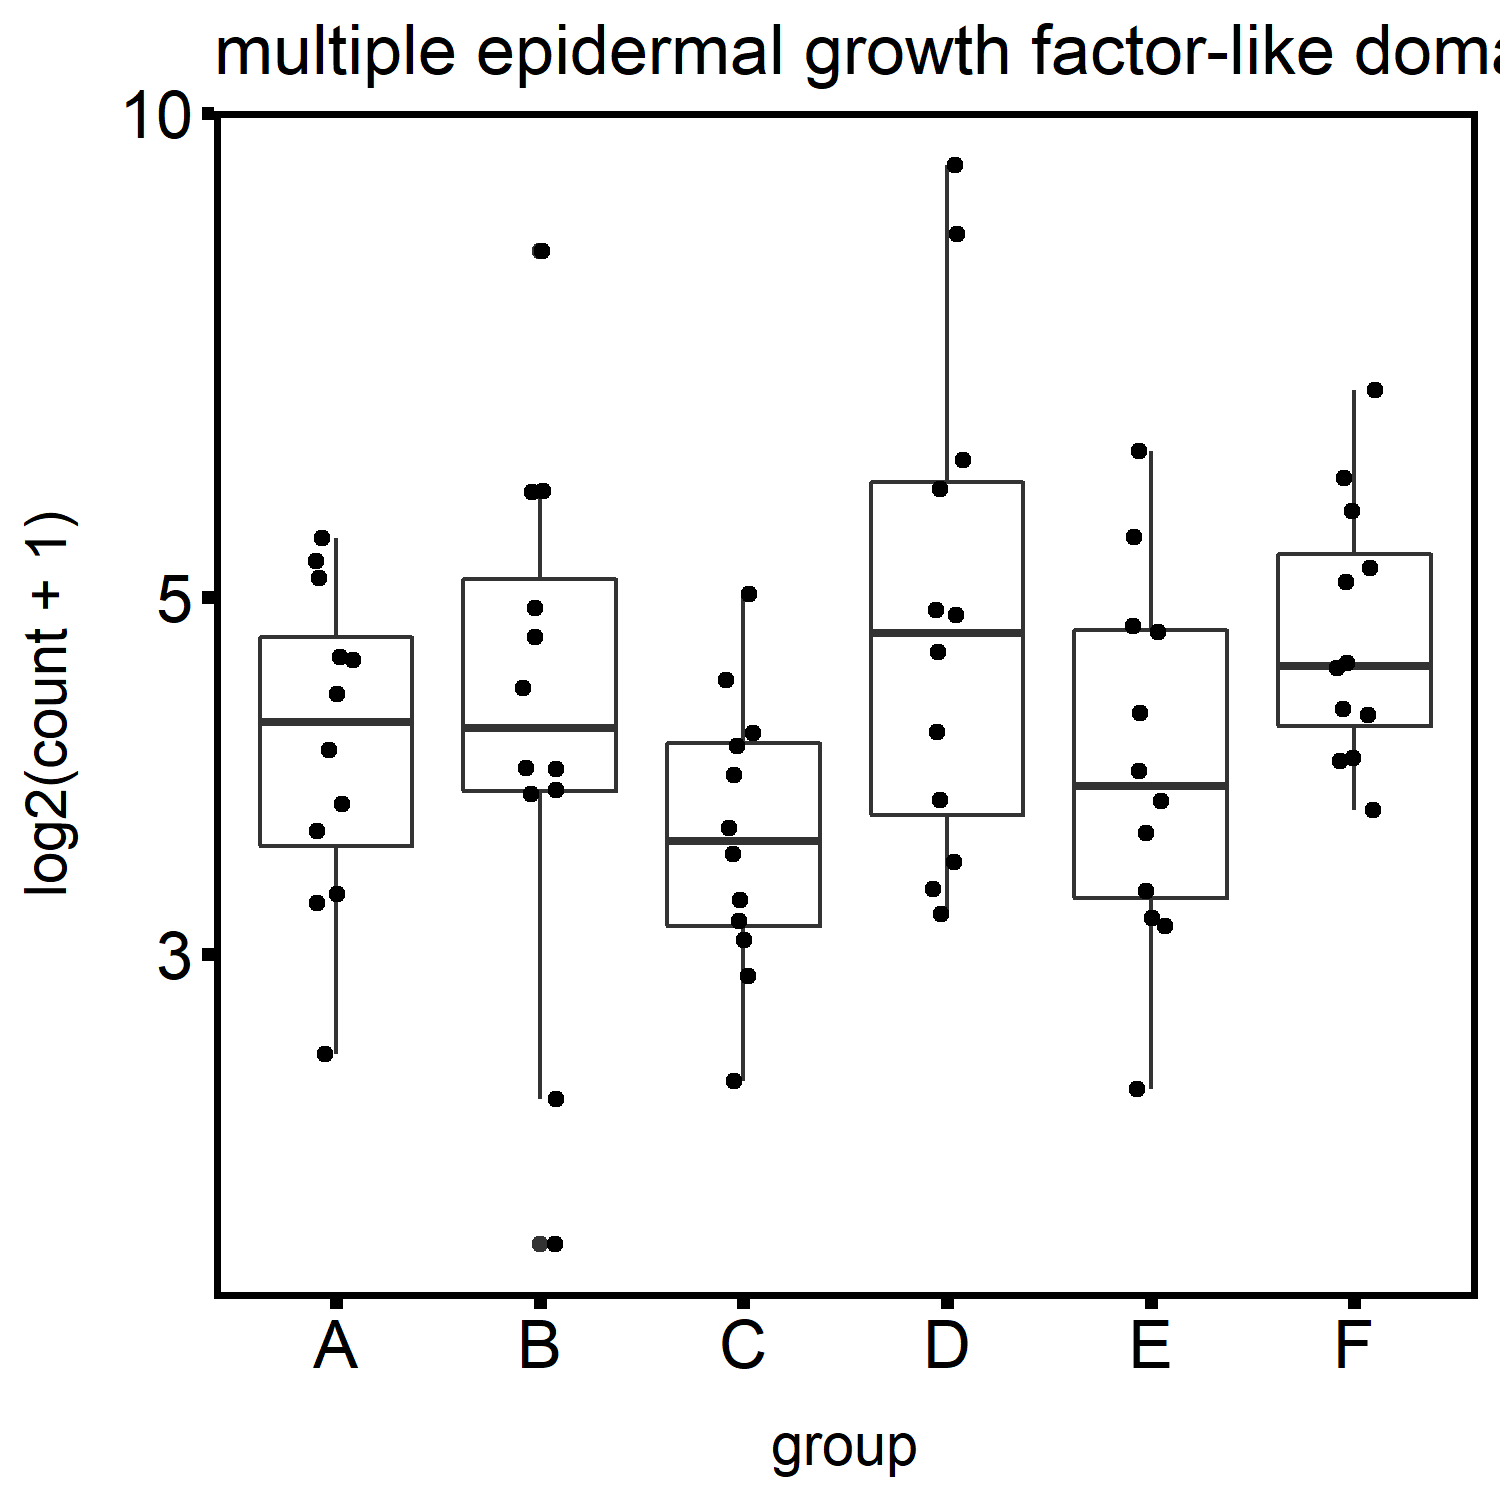 multiple epidermal growth factor-like doma
10
5
3
log2(count + 1)
A B C D E F
group